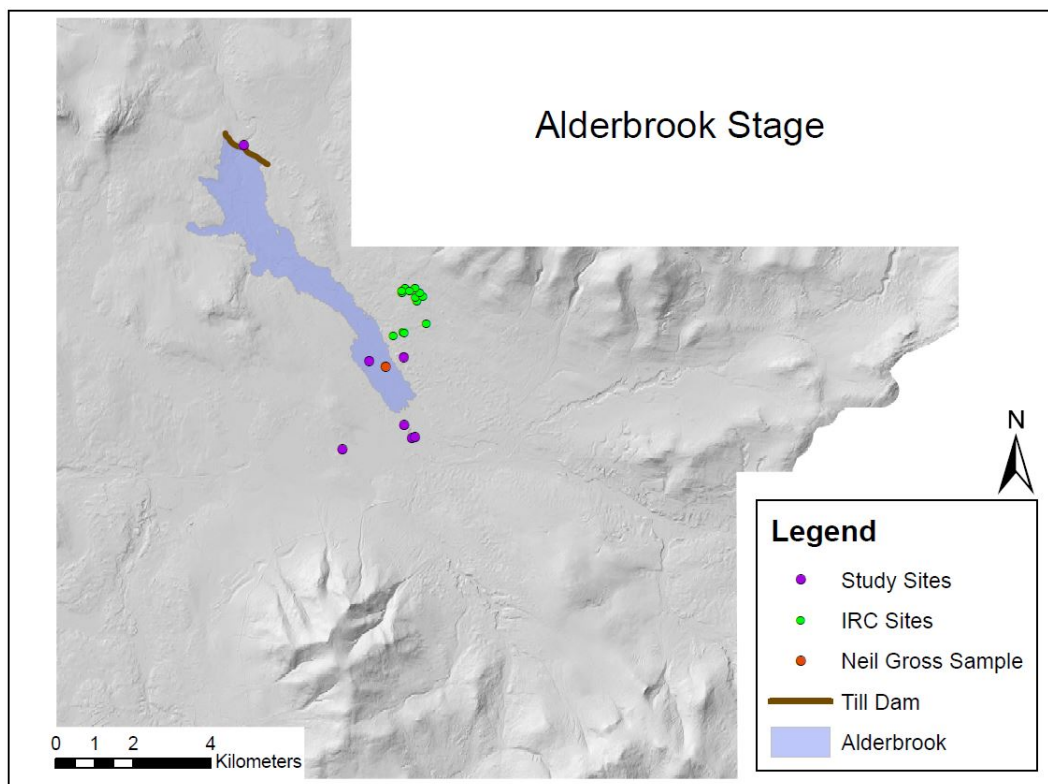 Alderbrook Stage
N
Legend
Study Sites
IRC Sites
Neil Gross Sample
Till Dam
Alderbrook
0 1 2 4
Kilometers